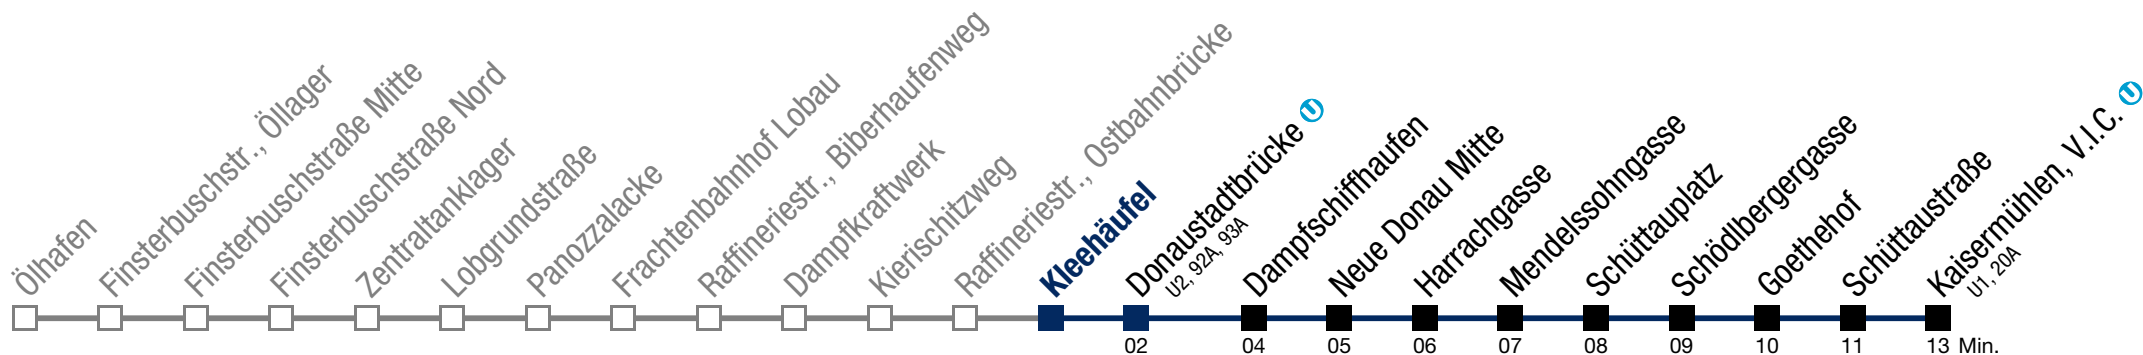 Ölhafen
Finsterbuschstr., Öllager
Finsterbuschstraße Mitte
Finsterbuschstraße Nord
Zentraltanklager
Lobgrundstraße
Panozzalacke
Frachtenbahnhof Lobau
Raffineriestr., Biberhaufenweg
Dampfkraftwerk
Kierischitzweg
Raffineriestr., Ostbahnbrücke
Kleehäufel
Donaustadtbrücke U
U2, 92A, 93A
Dampfschiffhaufen
Neue Donau Mitte
Harrachgasse
Mendelssohngasse
Schüttauplatz
Schödlbergergasse
Goethehof
Schüttaustraße
Kaisermühlen, V.I.C. U
U1, 20A
02 04 05 06 07 08 09 10 11 13 Min.